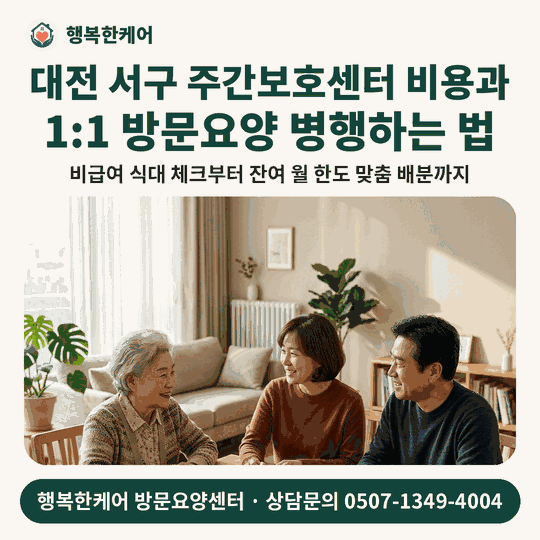 행복한케어
대전 서구 주간보호센터 비용과
1:1 방문요양 병행하는 법
비급여 식대 체크부터 잔여 월 한도 맞춤 배분까지
행복한케어 방문요양센터 · 상담문의 0507-1349-4004